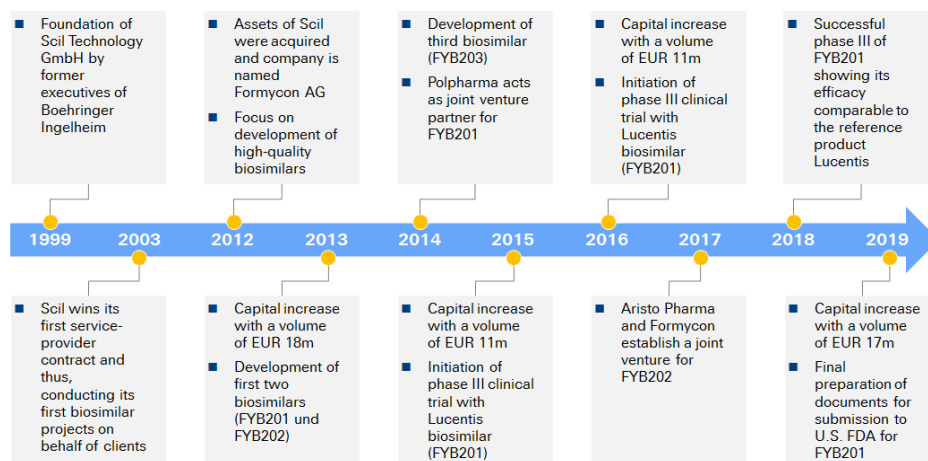 Foundation of
Scil Technology
GmbH by
former
executives of
Boehringer
Ingelheim
Assets of Scil
were acquired
and company is
named
Formycon AG
Focus on
development of
high-quality
biosimilars
Development of
third biosimilar
(FYB203)
Polpharma acts
as joint venture
partner for
FYB201
Capital increase
with a volume
of EUR 11m
Initiation of
phase III clinical
trial with
Lucentis
biosimilar
(FYB201)
Successful
phase III of
FYB201
showing its
efficacy
comparable to
the reference
product
Lucentis
1999 2003 2012 2013 2014 2015 2016 2017 2018 2019
Scil wins its
first service-
provider
contract and
thus,
conducting its
first biosimilar
projects on
behalf of clients
Capital increase
with a volume
of EUR 18m
Development of
first two
biosimilars
(FYB201 und
FYB202)
Capital increase
with a volume
of EUR 11m
Initiation of
phase III clinical
trial with
Lucentis
biosimilar
(FYB201)
Aristo Pharma
and Formycon
establish a joint
venture for
FYB202
Capital increase
with a volume
of EUR 17m
Final
preparation of
documents for
submission to
U.S. FDA for
FYB201